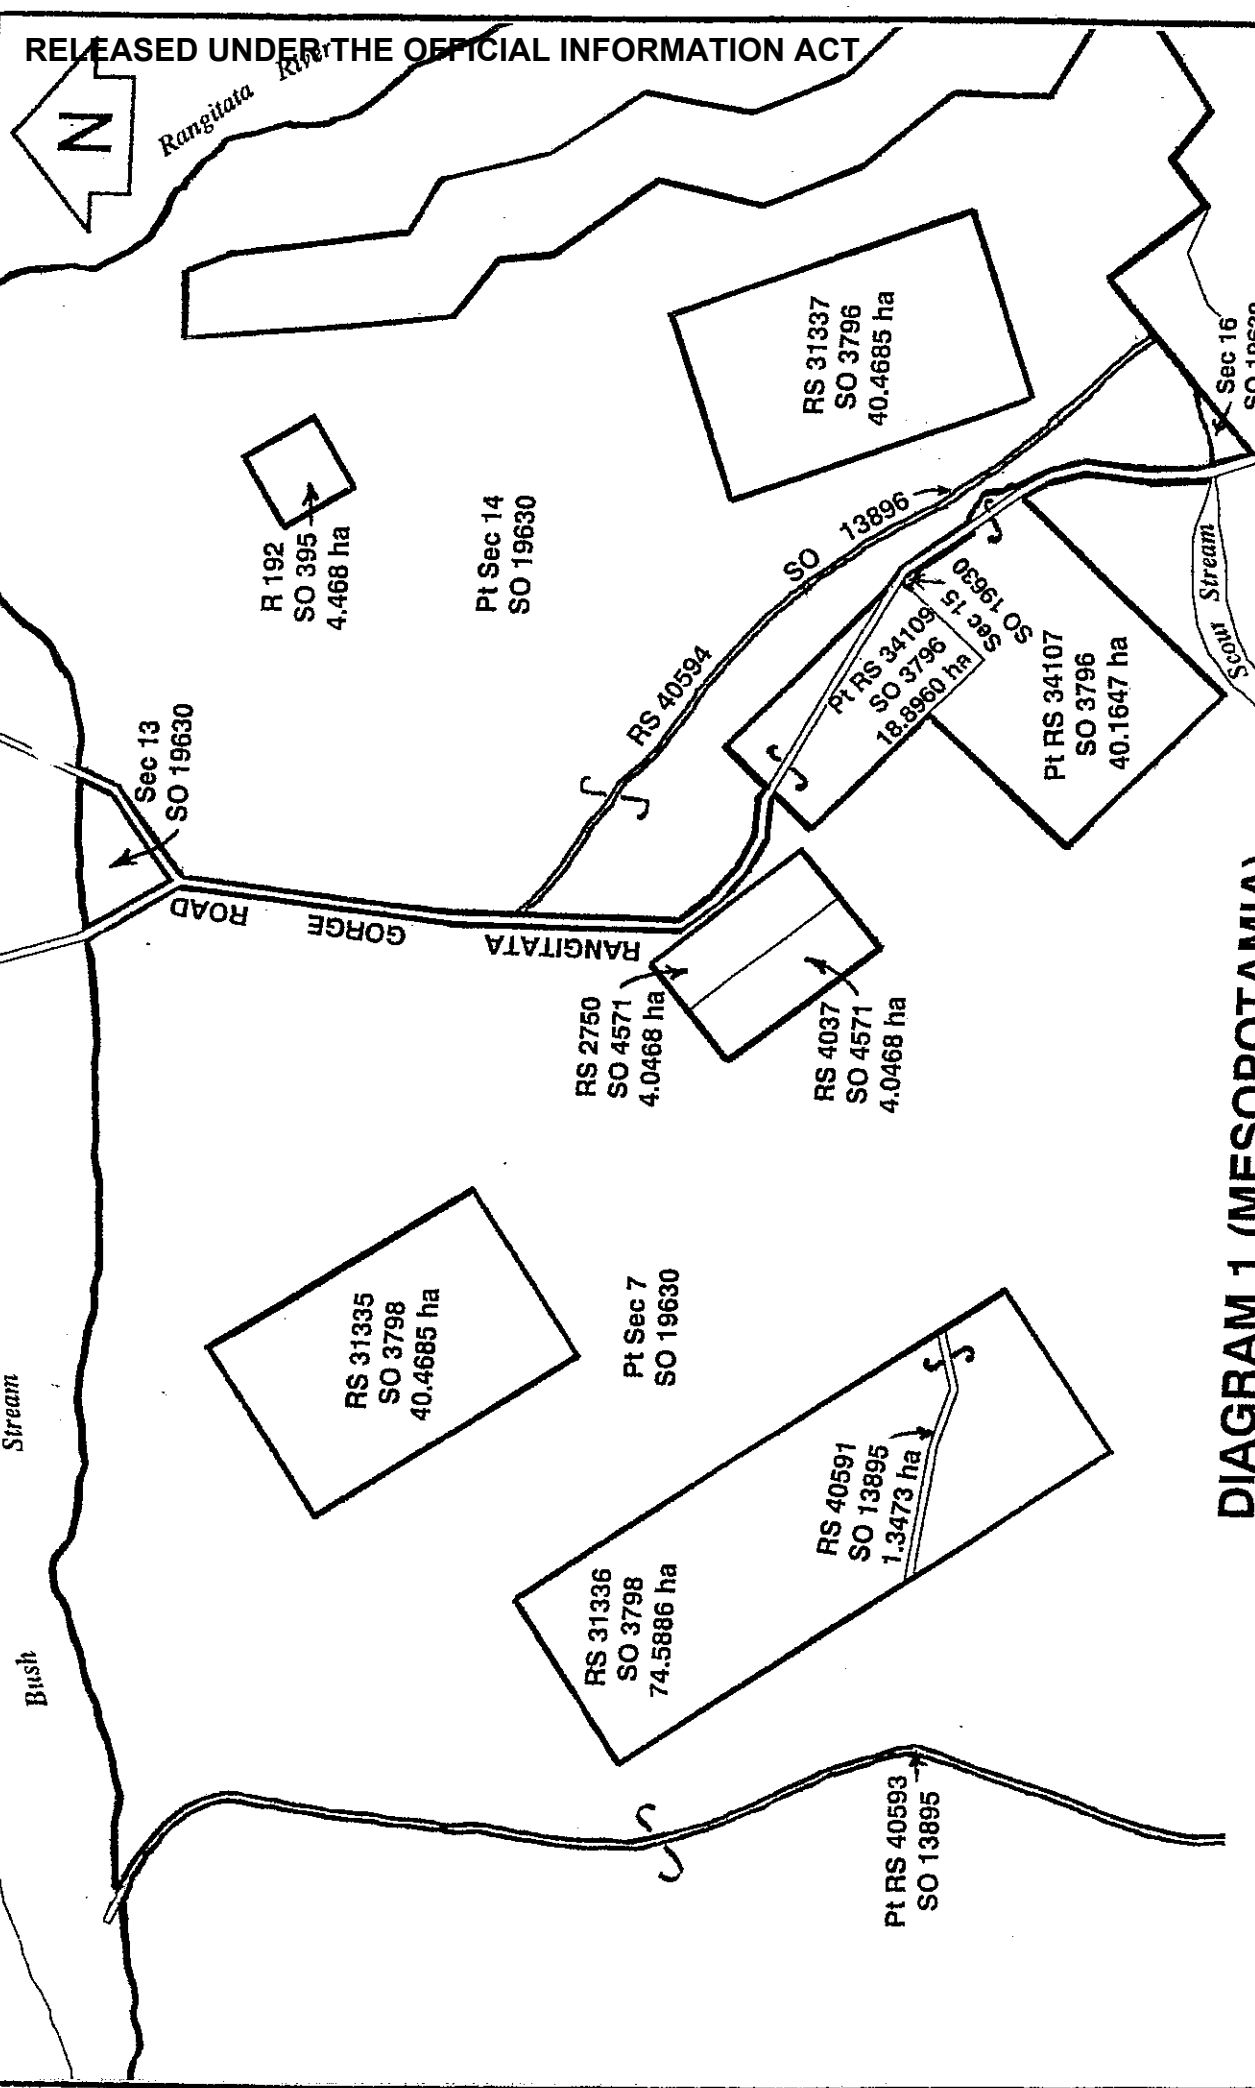 RELEASED UNDER THE OFFICIAL INFORMATION ACT
N
Rangitata River
R 192
SO 395
4.468 ha
Pt Sec 14
SO 19630
RS 31337
SO 3796
40.4685 ha
Sec 16
Sec 13
SO 19630
RS 40594
SO 13896
Pt RS 34109
SO 3796
18.8960 ha
Sec 15
SO 19630
Pt RS 34107
SO 3796
40.1647 ha
Scour Stream
RANGITATA GORGE ROAD
RS 2750
SO 4571
4.0468 ha
RS 4037
SO 4571
4.0468 ha
RS 31335
SO 3798
40.4685 ha
Pt Sec 7
SO 19630
RS 40591
SO 13895
1.3473 ha
RS 31336
SO 3798
74.5886 ha
Bush Stream
Pt RS 40593
SO 13895
DIAGRAM 1 (MESOPOTAMIA)